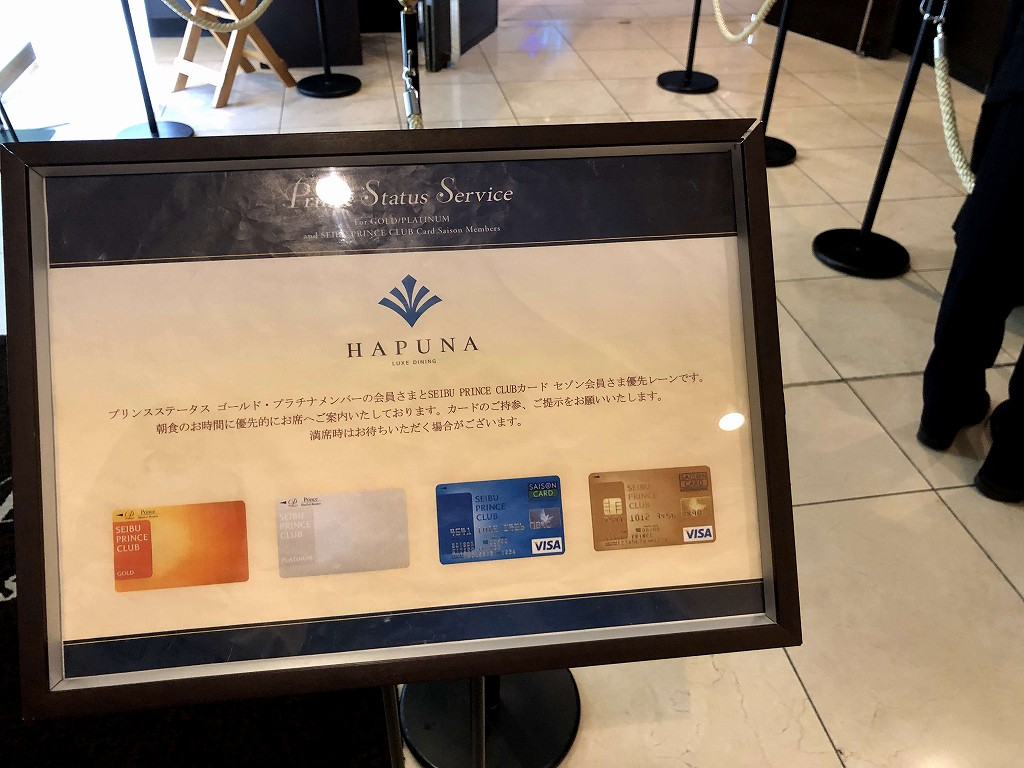 Status Service
For GOLD/PLATINUM
and SEIBU PRINCE CLUB Card Saison Members
HAPUNA
LUXE DINING
プリンスステータス ゴールド・プラチナメンバーの会員さまとSEIBU PRINCE CLUBカード セゾン会員さま優先レーンです。
朝食のお時間に優先的にお席へご案内いたしております。カードのご持参、ご提示をお願いいたします。
満席時はお待ちいただく場合がございます。
Prince
SEIBU
PRINCE
CLUB
GOLD
Prince
SEIBU
PRINCE
CLUB
PLATINUM
SAISON
CARD
SEIBU
PRINCE
CLUB
VISA
SAISON
CARD
SEIBU
PRINCE
CLUB
1012 3456
VISA